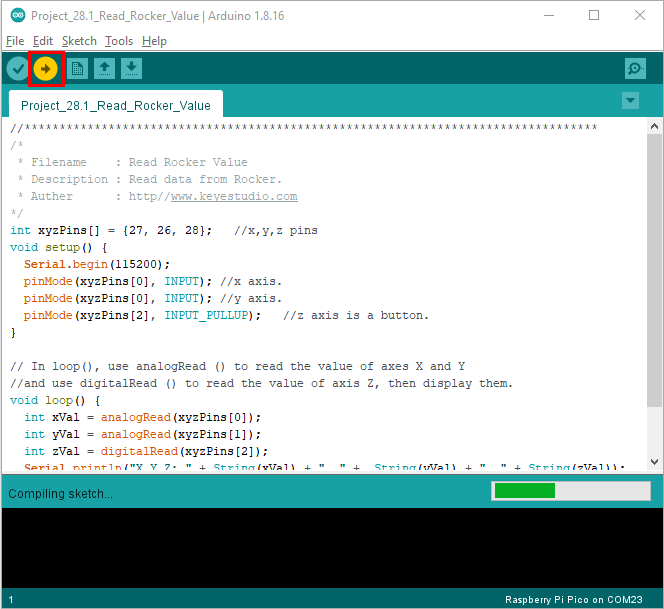 Project_28.1_Read_Rocker_Value | Arduino 1.8.16
File Edit Sketch Tools Help
Project_28.1_Read_Rocker_Value
//**********************************************************************************
/*
 * Filename    : Read Rocker Value
 * Description : Read data from Rocker.
 * Auther      : http//www.keyestudio.com
*/
int xyzPins[] = {27, 26, 28};   //x,y,z pins
void setup() {
  Serial.begin(115200);
  pinMode(xyzPins[0], INPUT); //x axis.
  pinMode(xyzPins[0], INPUT); //y axis.
  pinMode(xyzPins[2], INPUT_PULLUP);   //z axis is a button.
}
// In loop(), use analogRead () to read the value of axes X and Y
//and use digitalRead () to read the value of axis Z, then display them.
void loop() {
  int xVal = analogRead(xyzPins[0]);
  int yVal = analogRead(xyzPins[1]);
  int zVal = digitalRead(xyzPins[2]);
  Serial.println("X,Y,Z: " + String(xVal) + ", " +  String(yVal) + ", " + String(zVal));
Compiling sketch...
1
Raspberry Pi Pico on COM23